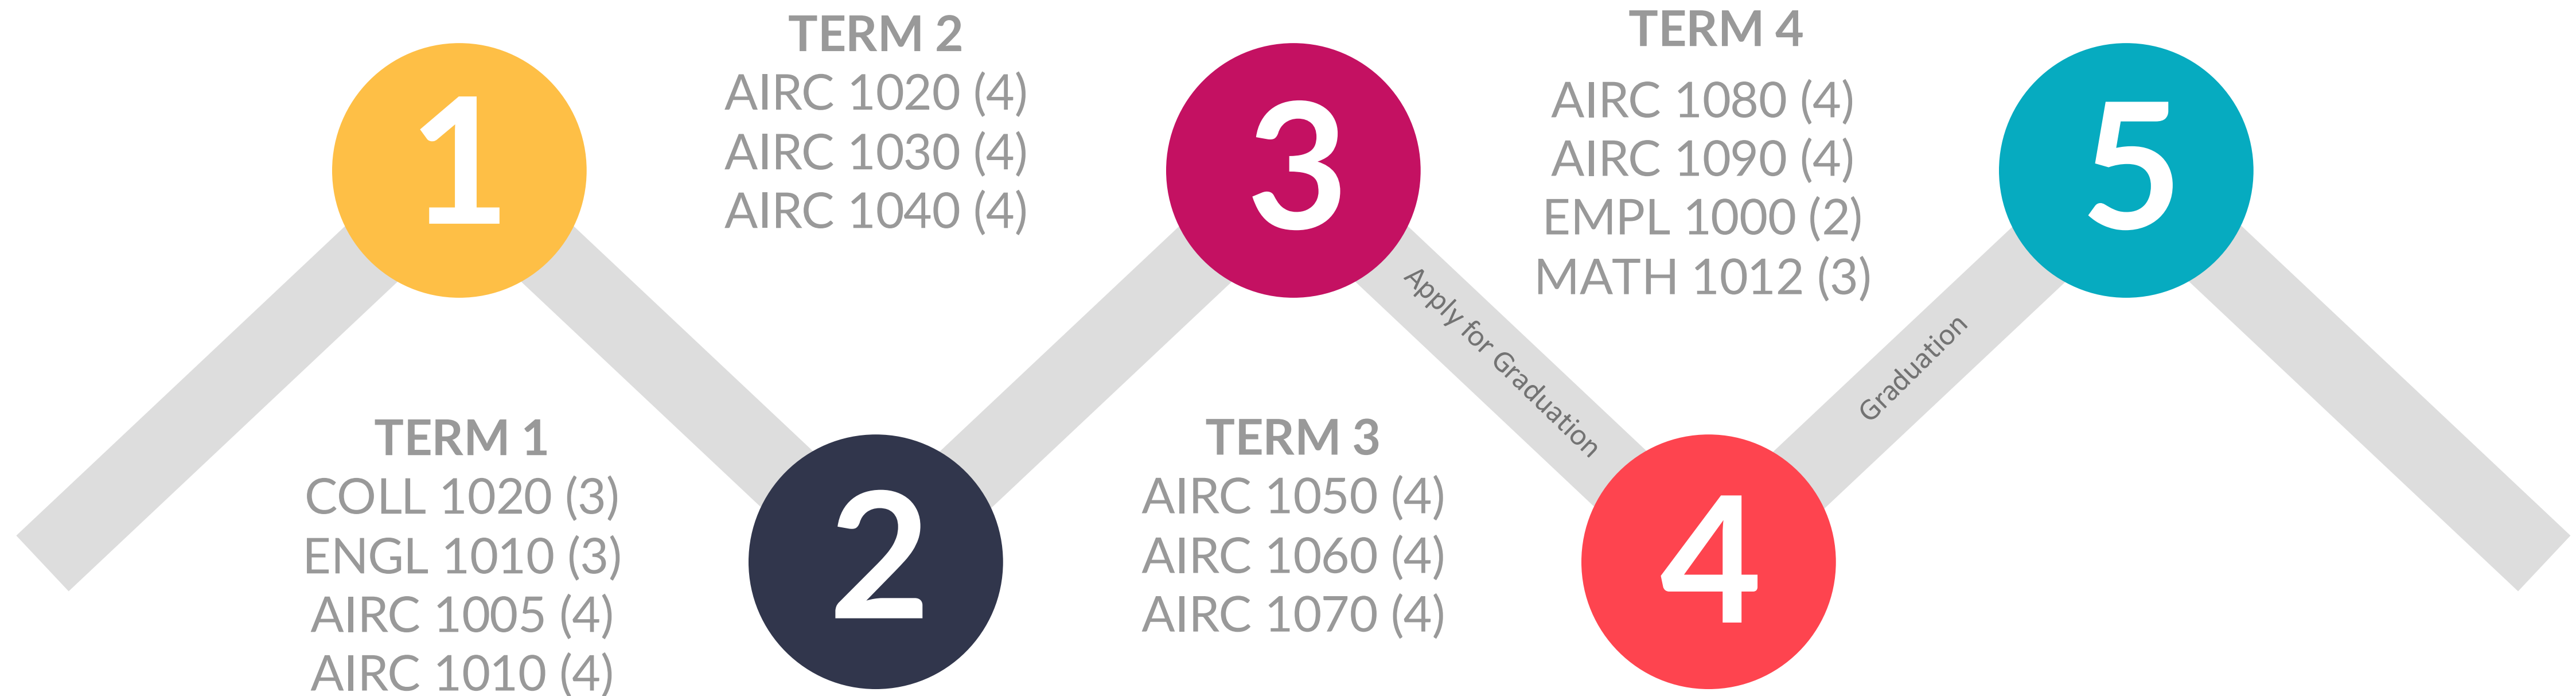 1
TERM 1
COLL 1020 (3)
ENGL 1010 (3)
AIRC 1005 (4)
AIRC 1010 (4)
2
TERM 2
AIRC 1020 (4)
AIRC 1030 (4)
AIRC 1040 (4)
3
TERM 3
AIRC 1050 (4)
AIRC 1060 (4)
AIRC 1070 (4)
Apply for Graduation
4
TERM 4
AIRC 1080 (4)
AIRC 1090 (4)
EMPL 1000 (2)
MATH 1012 (3)
Graduation
5